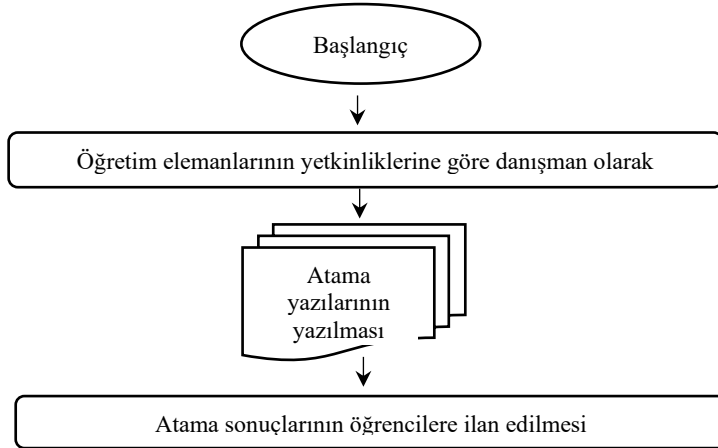 Başlangıç
Öğretim elemanlarının yetkinliklerine göre danışman olarak
Atama
yazılarının
yazılması
Atama sonuçlarının öğrencilere ilan edilmesi